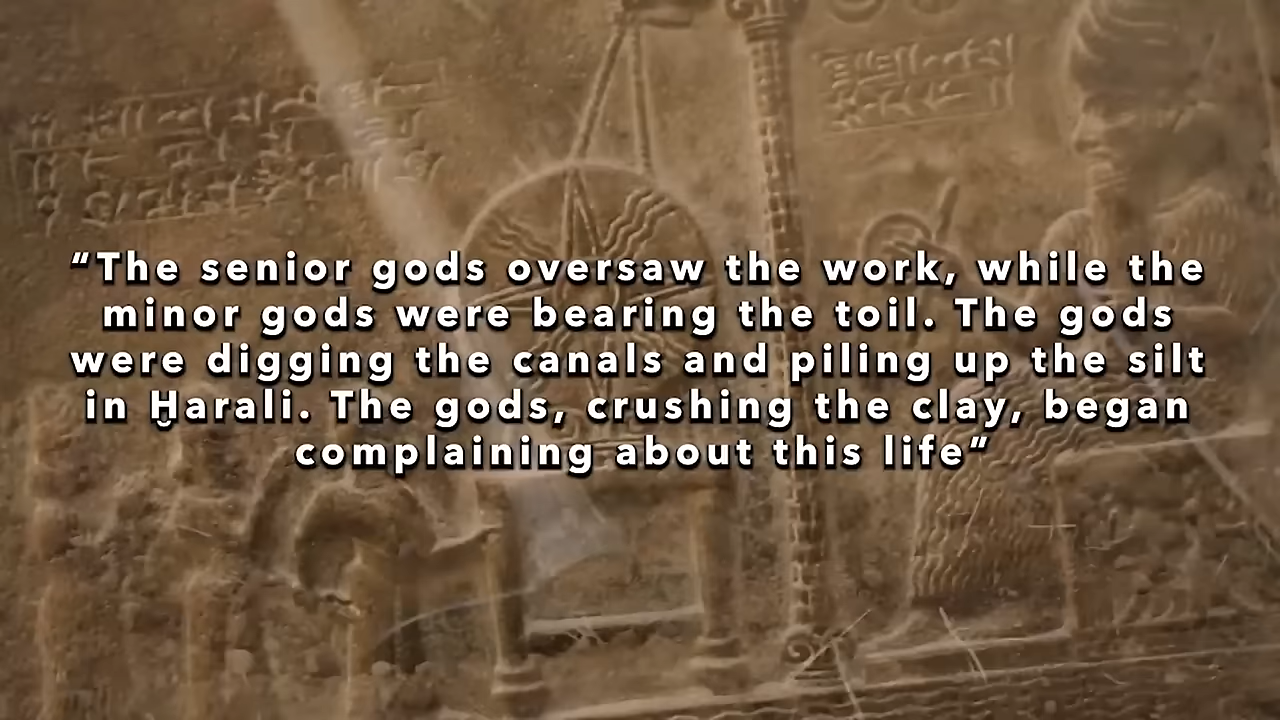 “The senior gods oversaw the work, while the
minor gods were bearing the toil. The gods
were digging the canals and piling up the silt
in Ḫarali. The gods, crushing the clay, began
complaining about this life”